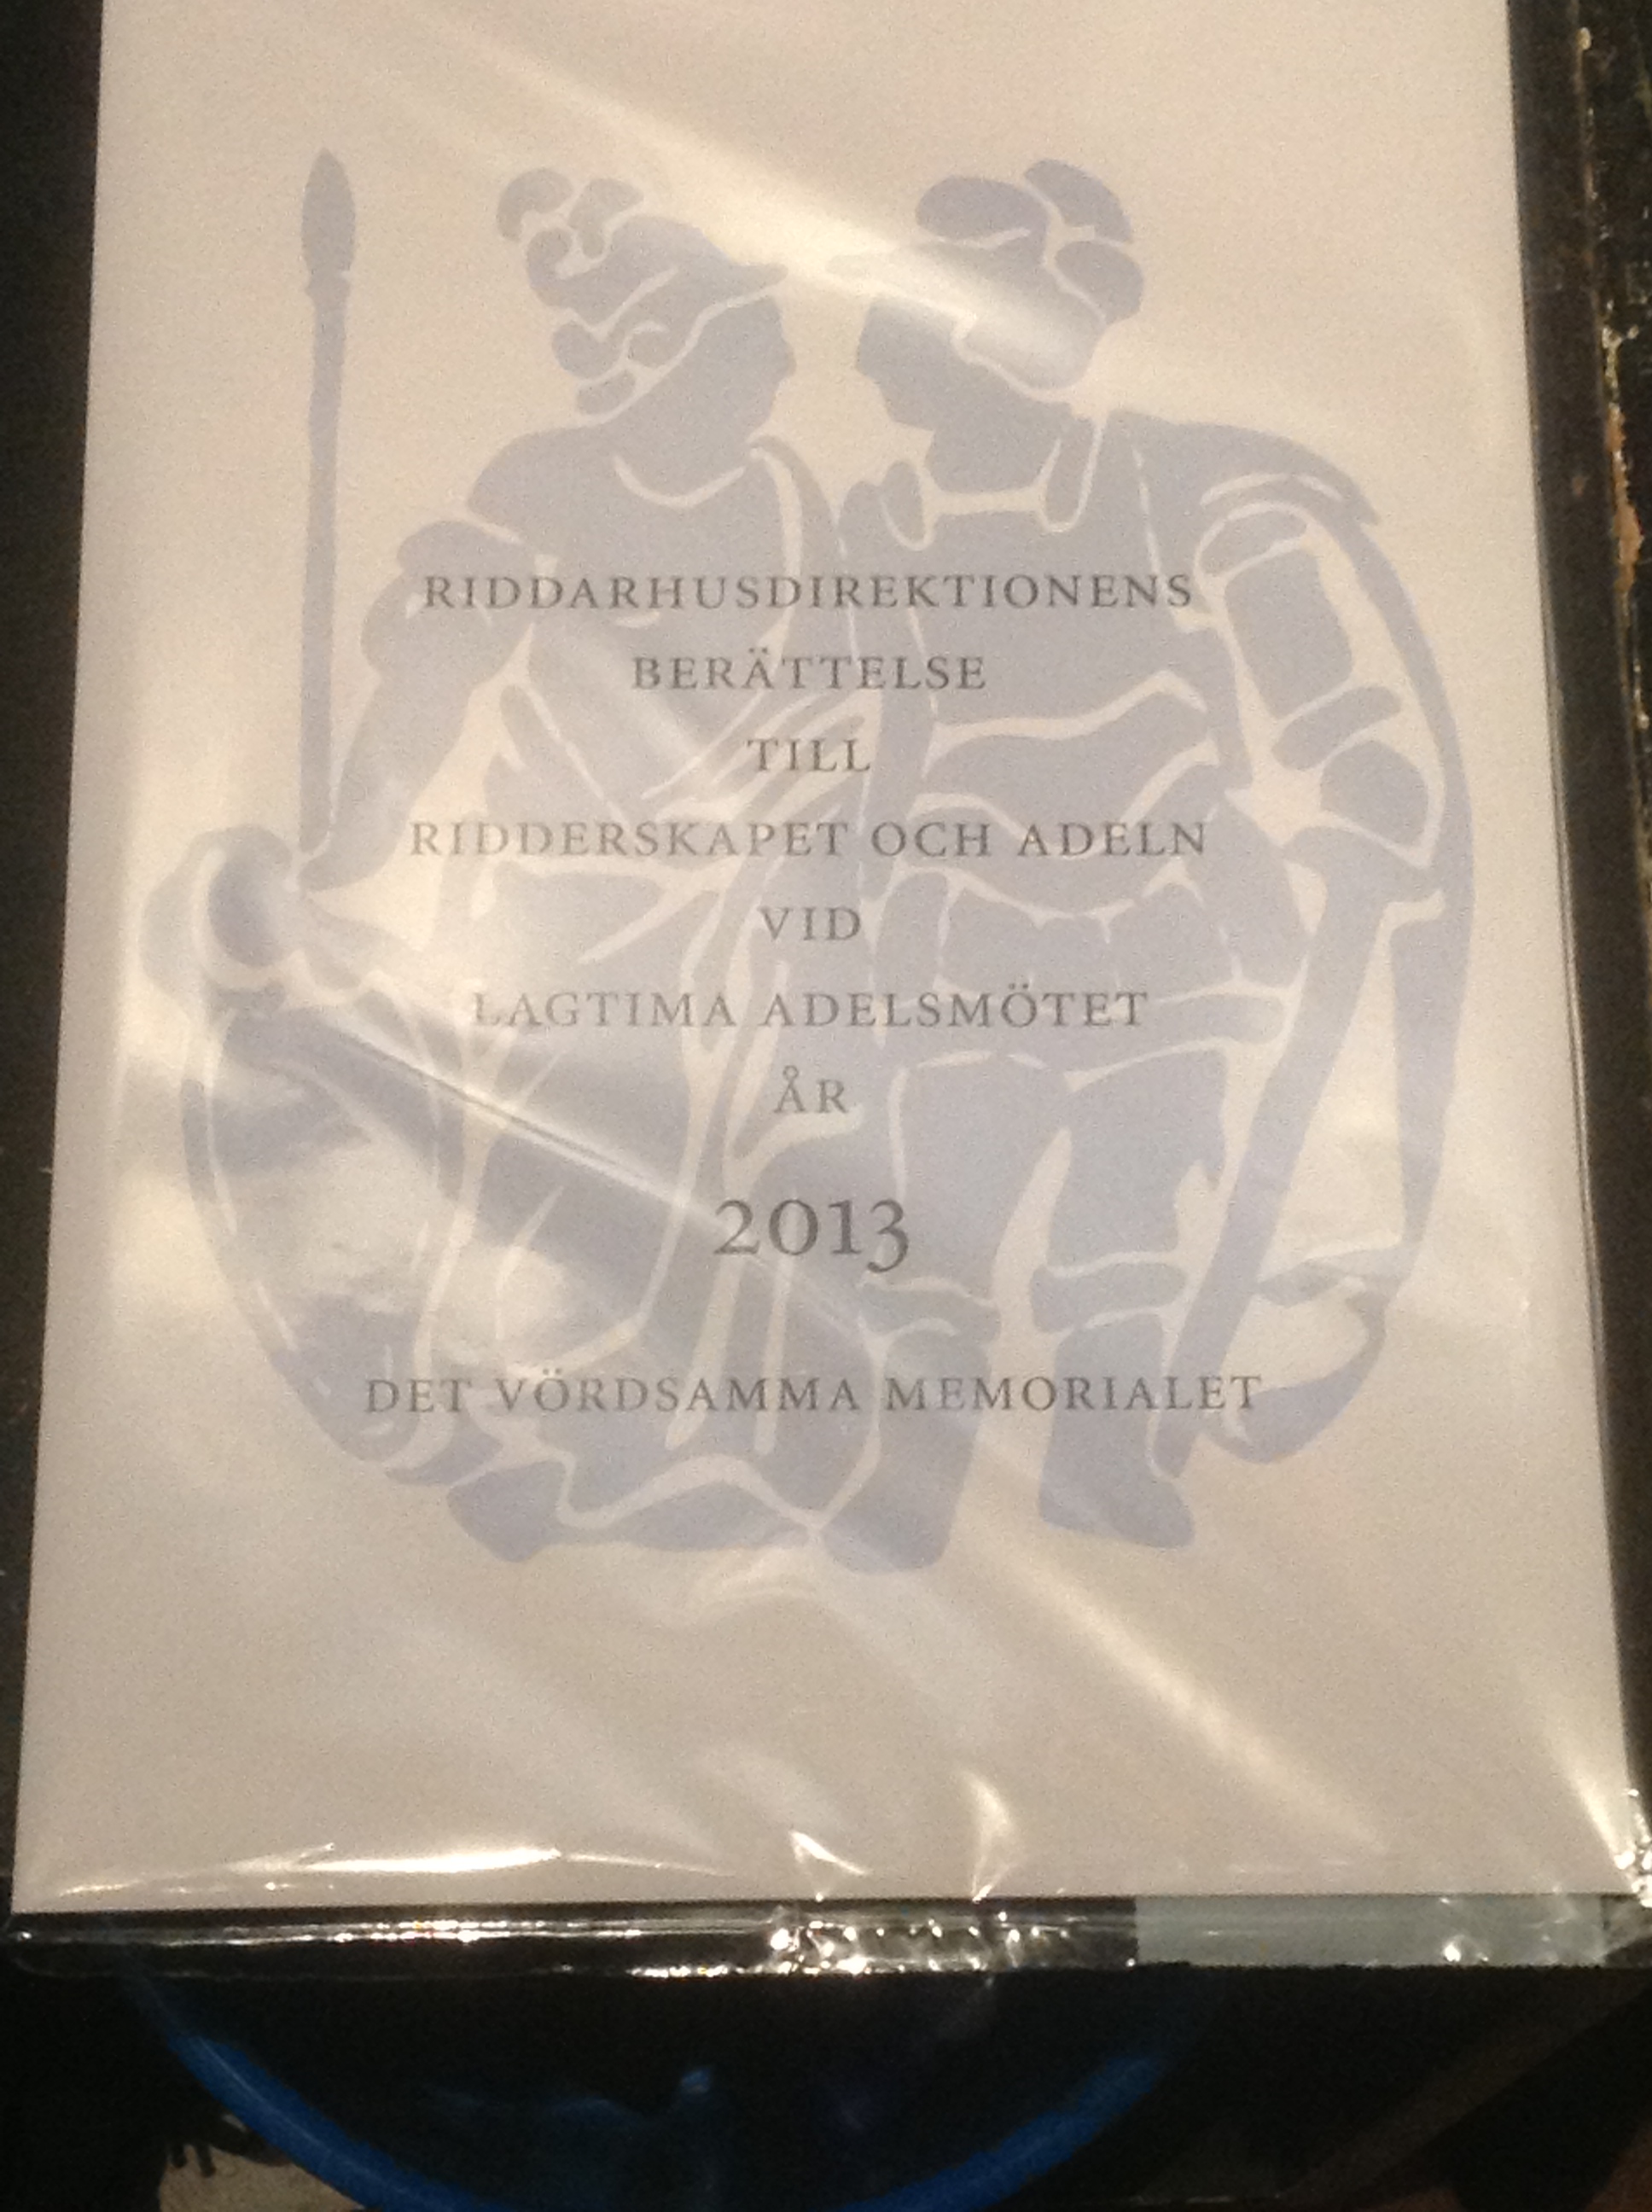 RIDDARHUSDIREKTIONENS
BERÄTTELSE
TILL
RIDDERSKAPET OCH ADELN
VID
LAGTIMA ADELSMÖTET
ÅR
2013
DET VÖRDSAMMA MEMORIALET